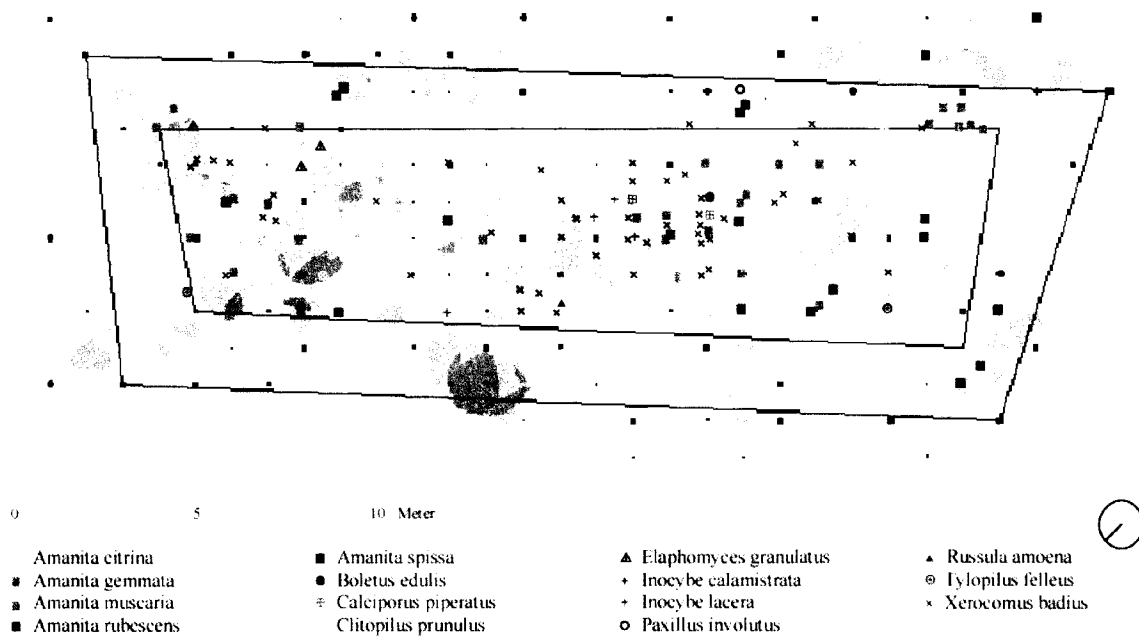 0 5 10 Meter
Amanita citrina Amanita spissa Elaphomyces granulatus Russula amoena
Amanita gemmata Boletus edulis Inocybe calamistrata Tylopilus felleus
Amanita muscaria Calciporus piperatus Inocybe lacera Xerocomus badius
Amanita rubescens Clitopilus prunulus Paxillus involutus